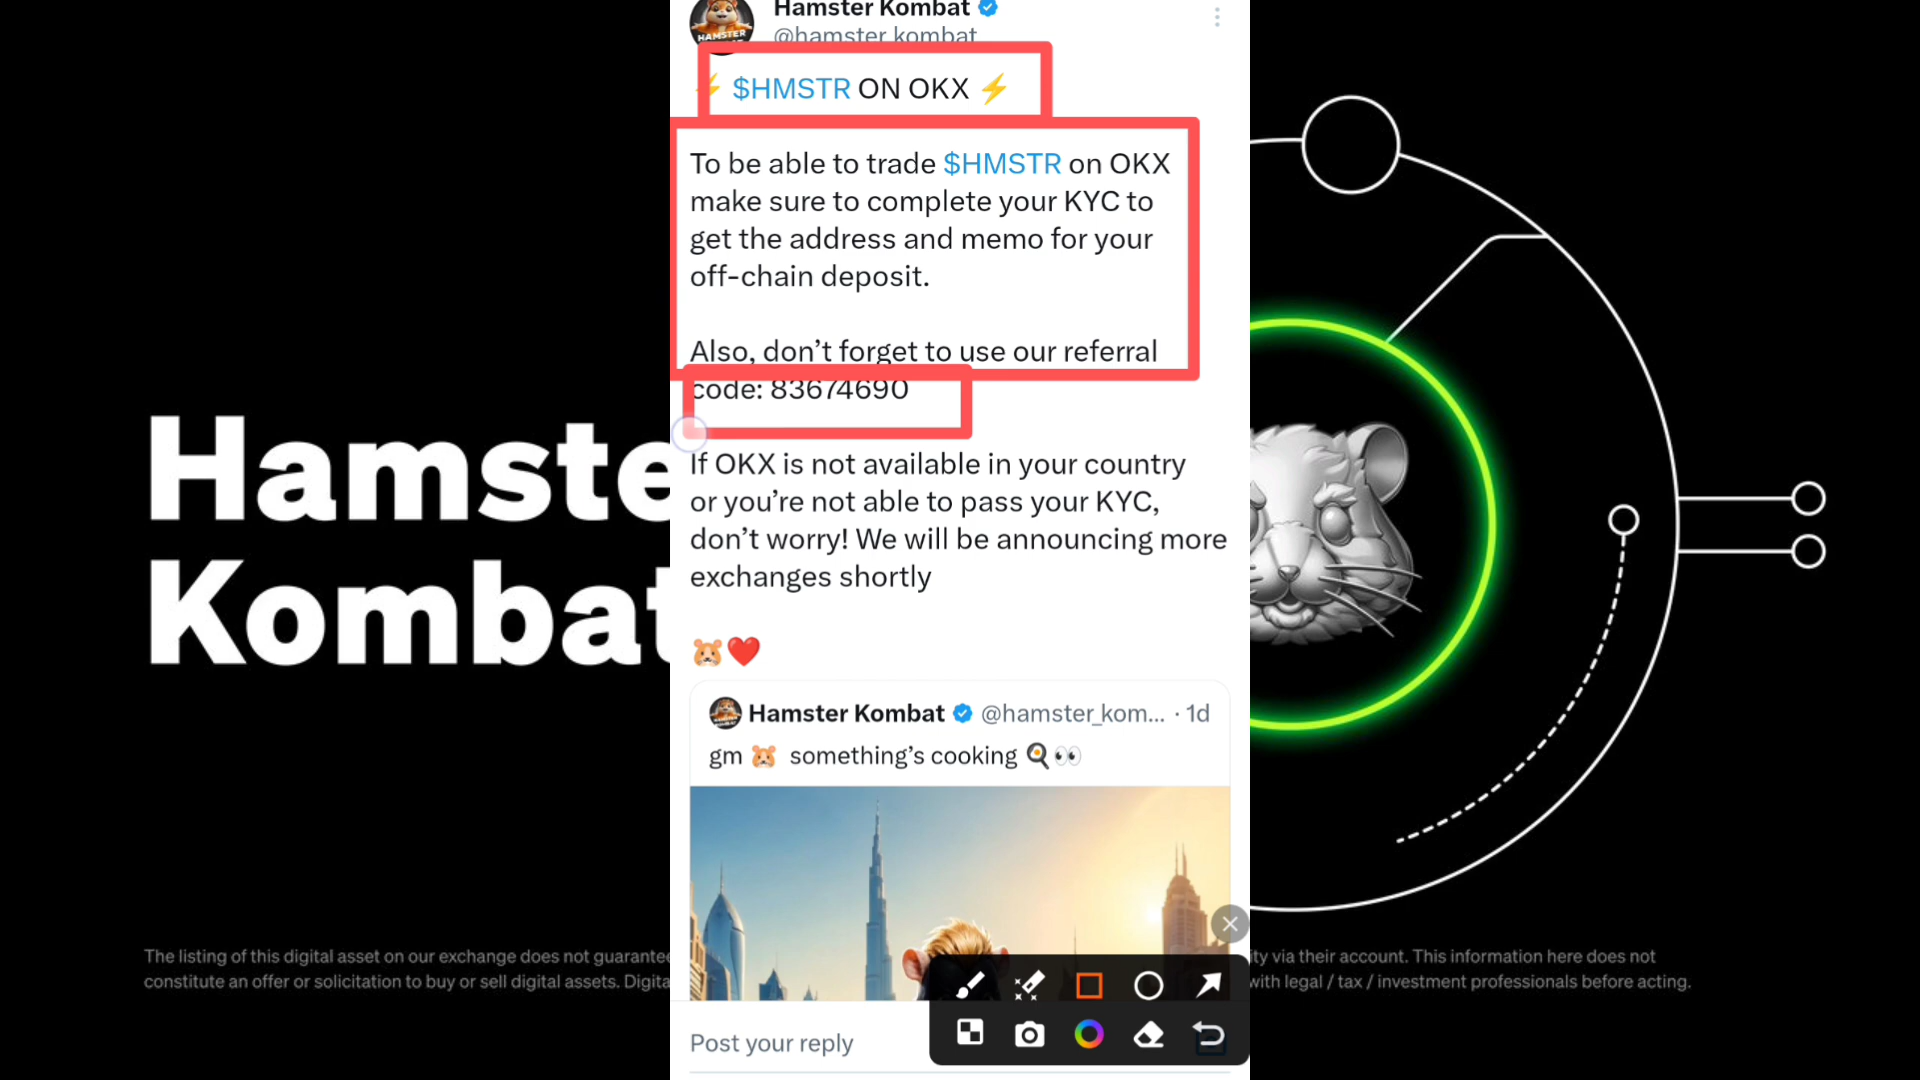 Hamster Kombat
@hamster_kombat
⚡ $HMSTR ON OKX ⚡
To be able to trade $HMSTR on OKX
make sure to complete your KYC to
get the address and memo for your
off-chain deposit.
Also, don’t forget to use our referral
code: 83674690
If OKX is not available in your country
or you’re not able to pass your KYC,
don’t worry! We will be announcing more
exchanges shortly
🐹❤️
Hamster Kombat @hamster_kom... · 1d
gm 🐹 something’s cooking 🍳👀
Post your reply
Hamste
Kombat
The listing of this digital asset on our exchange does not guarante
constitute an offer or solicitation to buy or sell digital assets. Digita
ity via their account. This information here does not
with legal / tax / investment professionals before acting.
HAMSTER